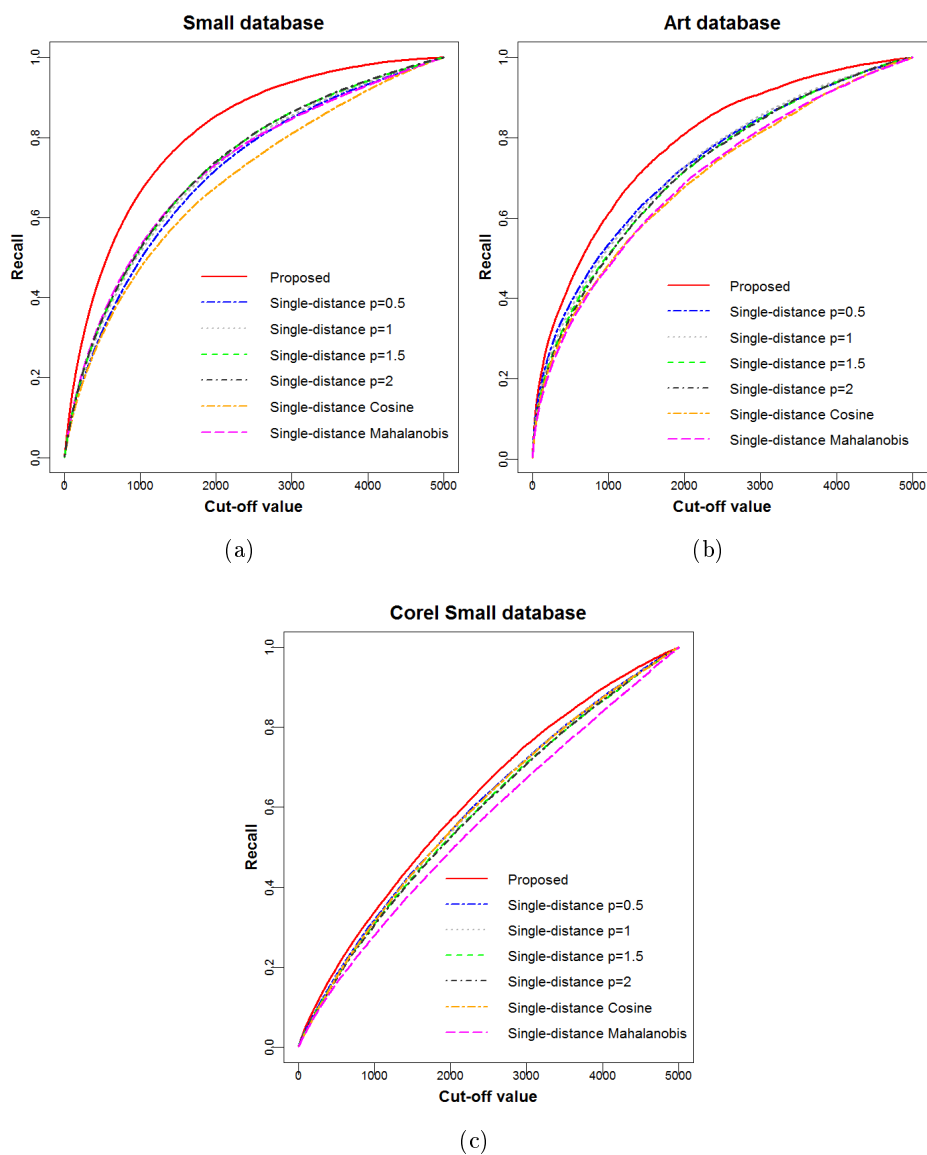 Small database
1.0
0.8
0.6
0.4
0.2
0.0
Recall
Proposed
Single-distance p=0.5
Single-distance p=1
Single-distance p=1.5
Single-distance p=2
Single-distance Cosine
Single-distance Mahalanobis
0 1000 2000 3000 4000 5000
Cut-off value
(a)
Art database
1.0
0.8
0.6
0.4
0.2
0.0
Recall
Proposed
Single-distance p=0.5
Single-distance p=1
Single-distance p=1.5
Single-distance p=2
Single-distance Cosine
Single-distance Mahalanobis
0 1000 2000 3000 4000 5000
Cut-off value
(b)
Corel Small database
1.0
0.8
0.6
0.4
0.2
0.0
Recall
Proposed
Single-distance p=0.5
Single-distance p=1
Single-distance p=1.5
Single-distance p=2
Single-distance Cosine
Single-distance Mahalanobis
0 1000 2000 3000 4000 5000
Cut-off value
(c)